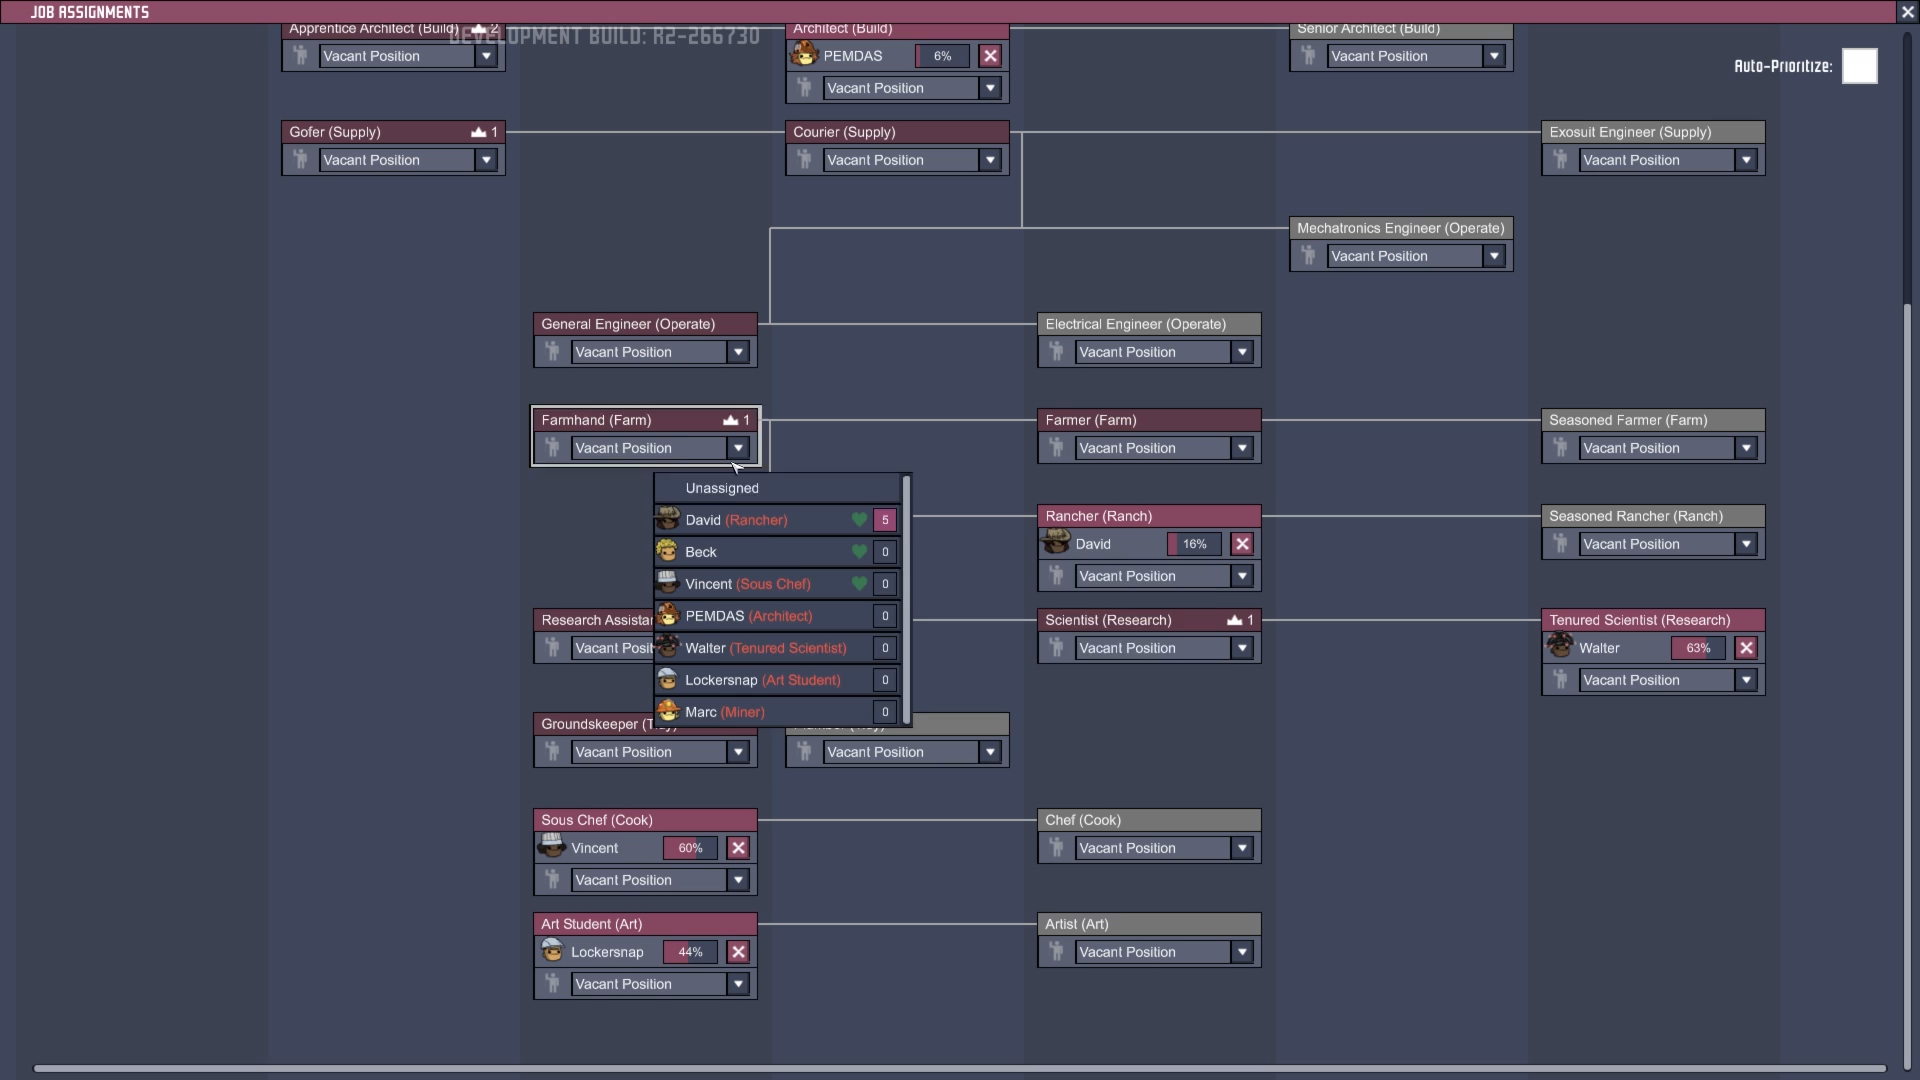 JOB ASSIGNMENTS
DEVELOPMENT BUILD: R2-266730
Auto-Prioritize:
Apprentice Architect (Build) 2
Vacant Position
Architect (Build)
PEMDAS 6%
Vacant Position
Senior Architect (Build)
Vacant Position
Gofer (Supply) 1
Vacant Position
Courier (Supply)
Vacant Position
Exosuit Engineer (Supply)
Vacant Position
Mechatronics Engineer (Operate)
Vacant Position
General Engineer (Operate)
Vacant Position
Electrical Engineer (Operate)
Vacant Position
Farmhand (Farm) 1
Vacant Position
Farmer (Farm)
Vacant Position
Seasoned Farmer (Farm)
Vacant Position
Unassigned
David (Rancher) 5
Beck 0
Vincent (Sous Chef) 0
PEMDAS (Architect) 0
Walter (Tenured Scientist) 0
Lockersnap (Art Student) 0
Marc (Miner) 0
Rancher (Ranch)
David 16%
Vacant Position
Seasoned Rancher (Ranch)
Vacant Position
Research Assistan
Vacant Posit
Scientist (Research) 1
Vacant Position
Tenured Scientist (Research)
Walter 63%
Vacant Position
Groundskeeper (Tidy)
Vacant Position
Vacant Position
Sous Chef (Cook)
Vincent 60%
Vacant Position
Chef (Cook)
Vacant Position
Art Student (Art)
Lockersnap 44%
Vacant Position
Artist (Art)
Vacant Position